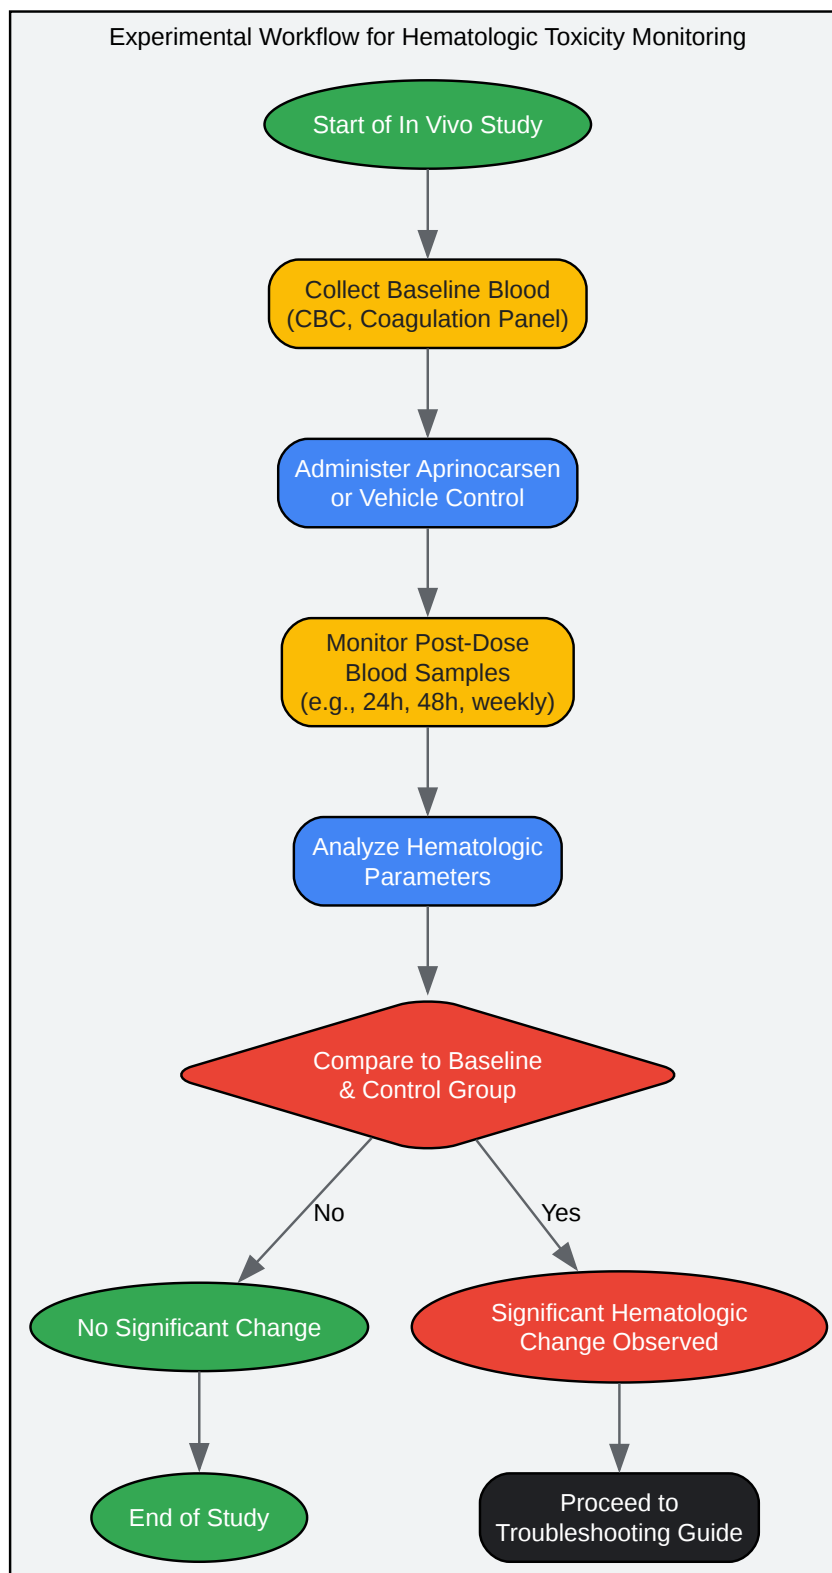 Experimental Workflow for Hematologic Toxicity Monitoring
Start of In Vivo Study
Collect Baseline Blood
(CBC, Coagulation Panel)
Administer Aprinocarsen
or Vehicle Control
Monitor Post-Dose
Blood Samples
(e.g., 24h, 48h, weekly)
Analyze Hematologic
Parameters
Compare to Baseline
& Control Group
No
Yes
No Significant Change
Significant Hematologic
Change Observed
End of Study
Proceed to
Troubleshooting Guide